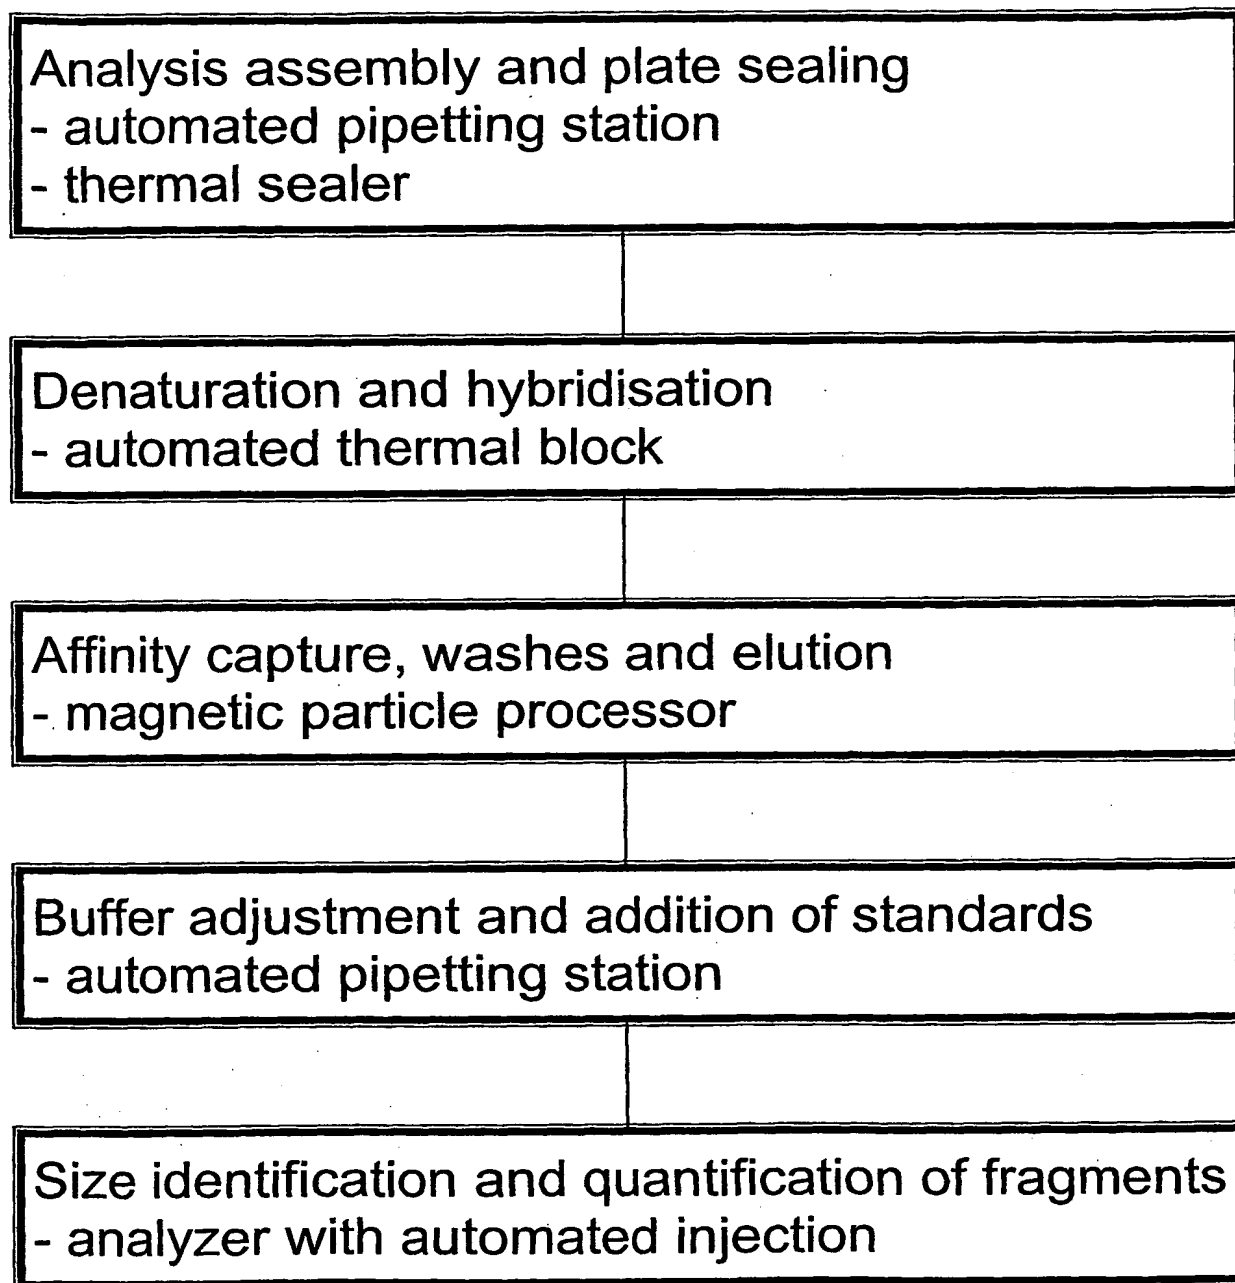 Analysis assembly and plate sealing
- automated pipetting station
- thermal sealer
Denaturation and hybridisation
- automated thermal block
Affinity capture, washes and elution
- magnetic particle processor
Buffer adjustment and addition of standards
- automated pipetting station
Size identification and quantification of fragments
- analyzer with automated injection